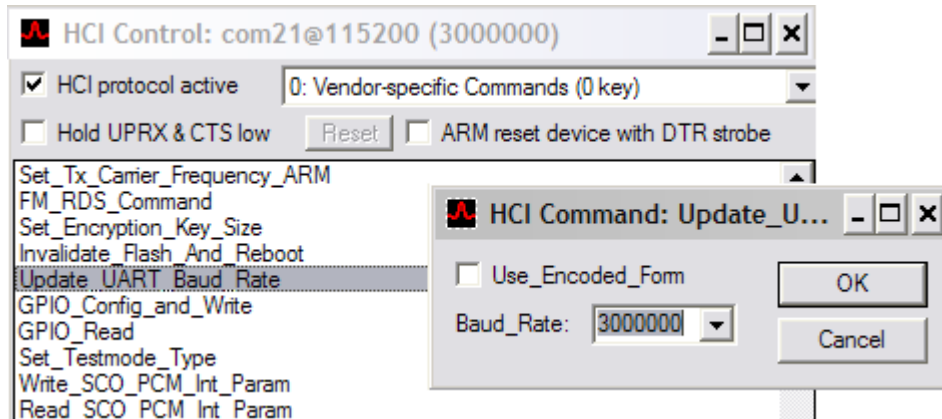 HCI Control: com21@115200 (3000000)
HCI protocol active
0: Vendor-specific Commands (0 key)
Hold UPRX & CTS low
Reset
ARM reset device with DTR strobe
Set_Tx_Carrier_Frequency_ARM
FM_RDS_Command
Set_Encryption_Key_Size
Invalidate_Flash_And_Reboot
Update_UART_Baud_Rate
GPIO_Config_and_Write
GPIO_Read
Set_Testmode_Type
Write_SCO_PCM_Int_Param
Read_SCO_PCM_Int_Param
HCI Command: Update_U...
Use_Encoded_Form
OK
Baud_Rate: 3000000
Cancel